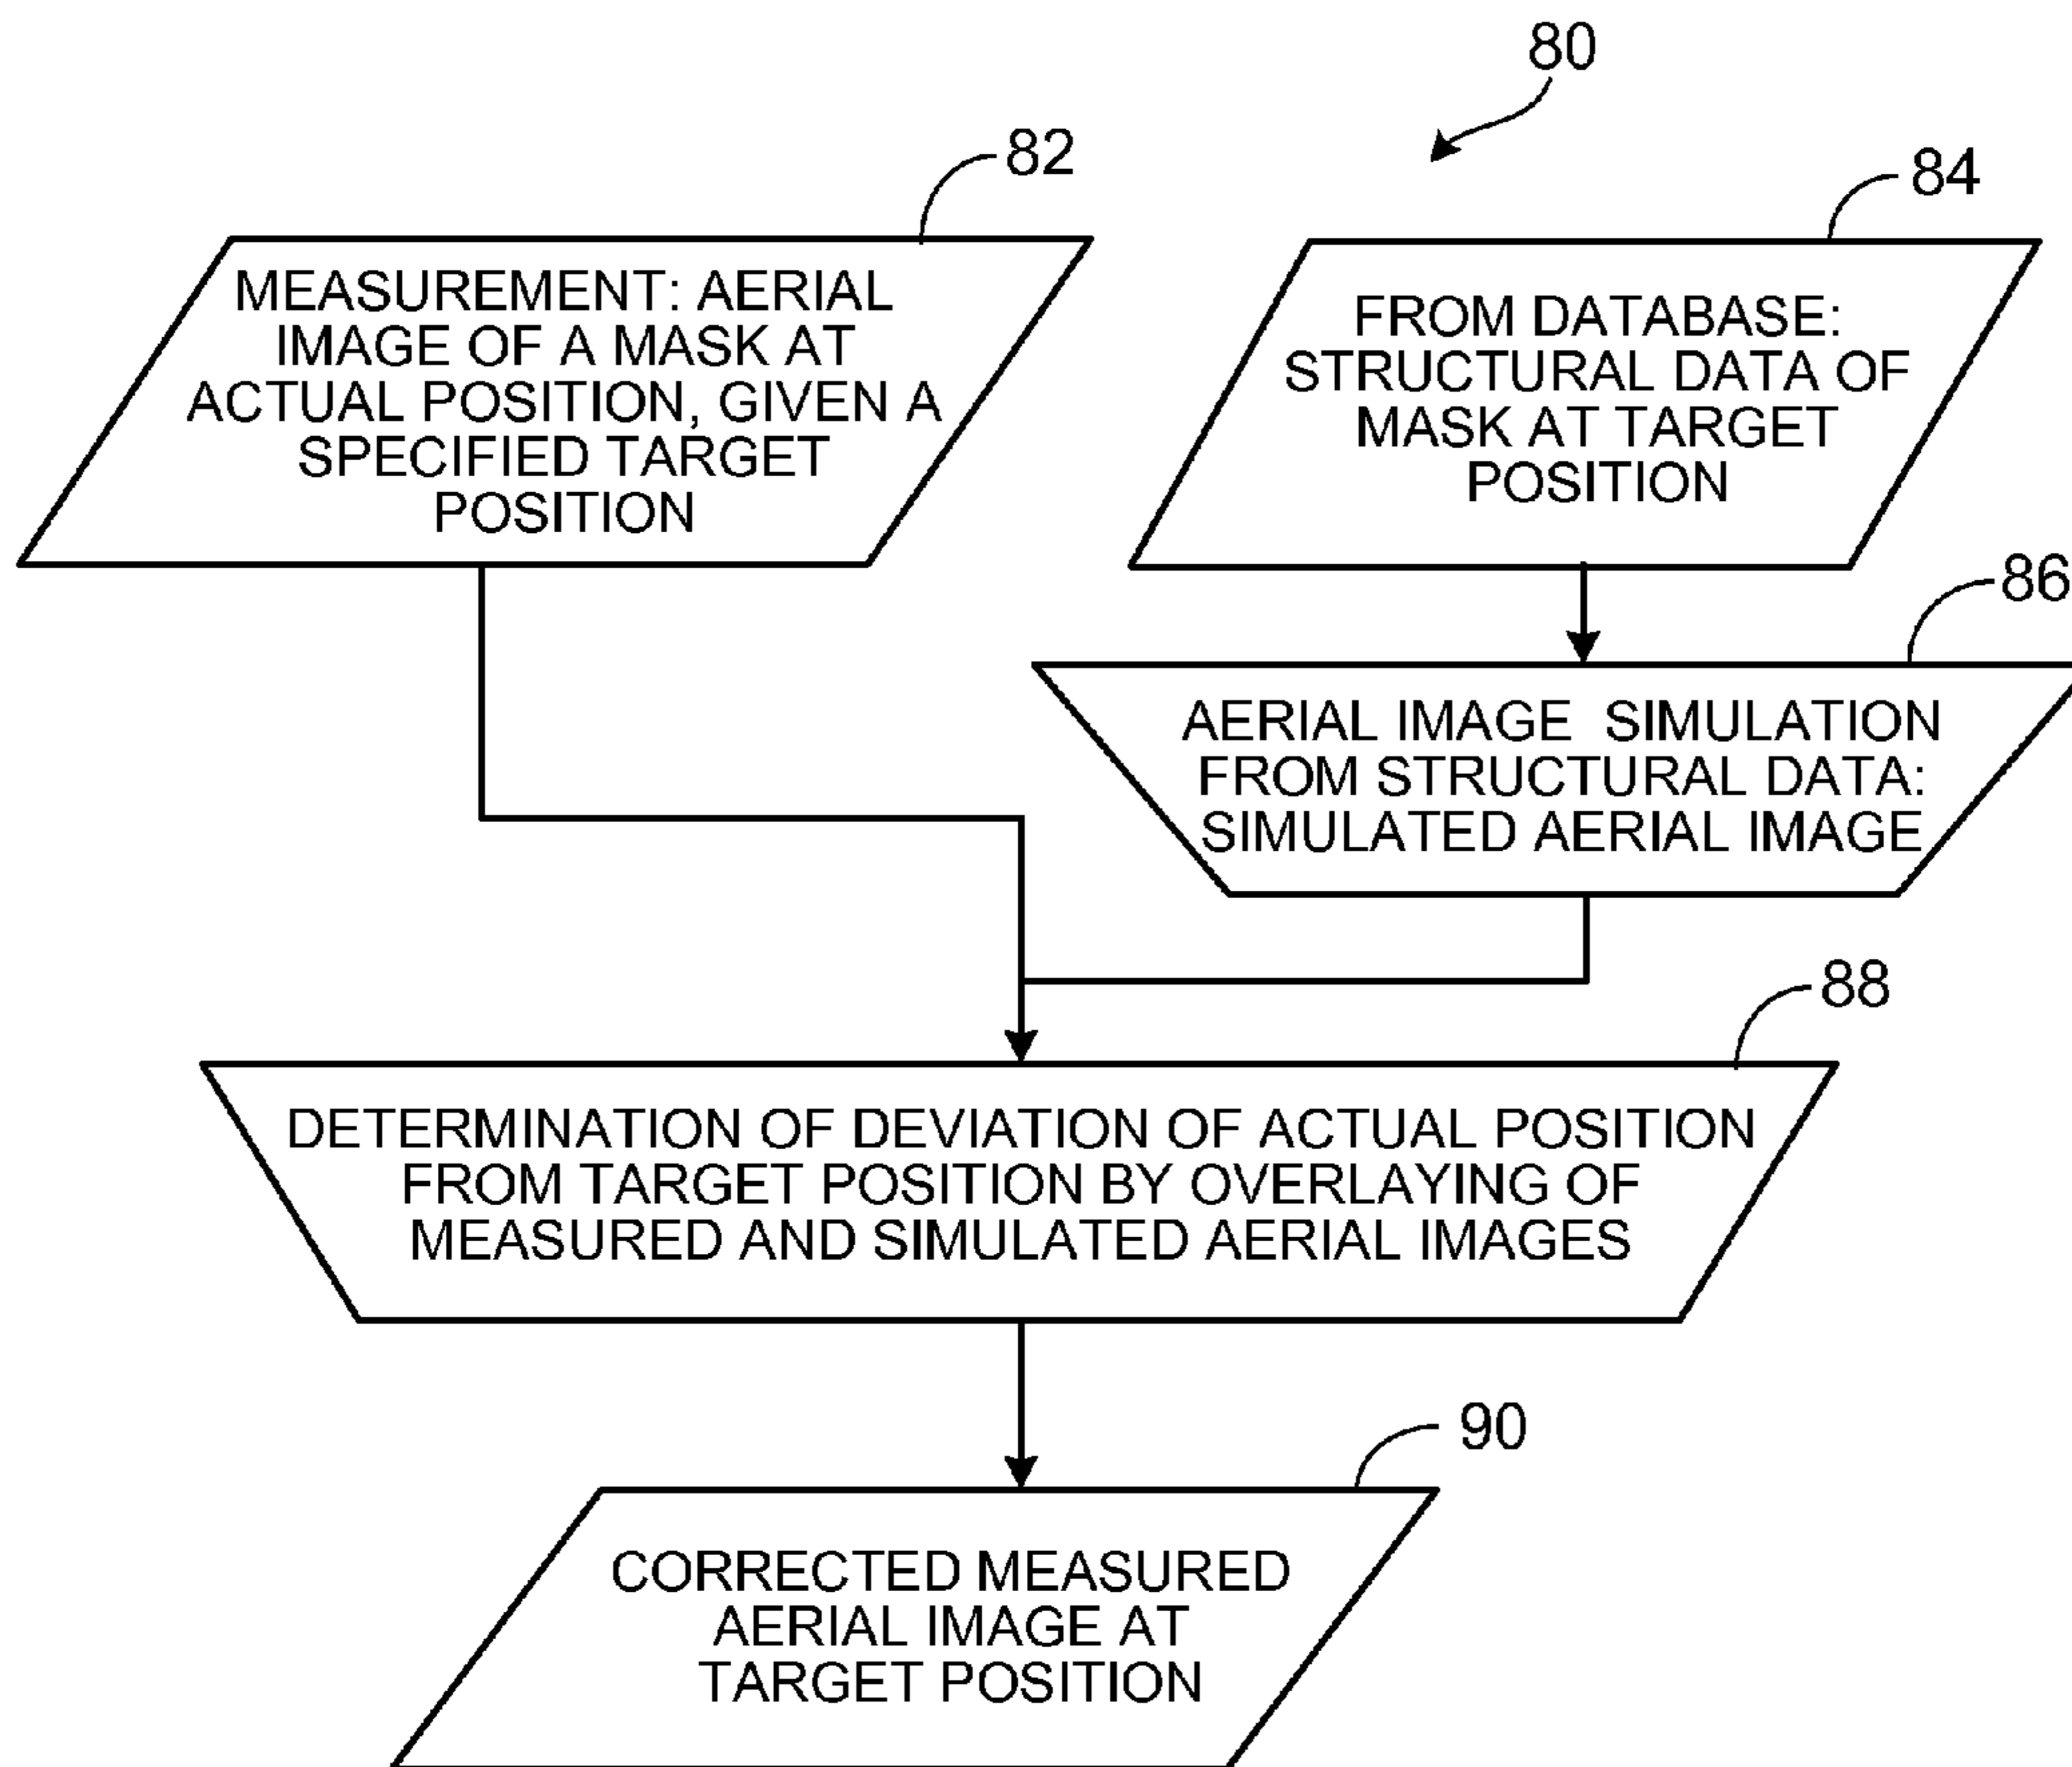 80
82
MEASUREMENT: AERIAL
IMAGE OF A MASK AT
ACTUAL POSITION, GIVEN A
SPECIFIED TARGET
POSITION
84
FROM DATABASE:
STRUCTURAL DATA OF
MASK AT TARGET
POSITION
86
AERIAL IMAGE SIMULATION
FROM STRUCTURAL DATA:
SIMULATED AERIAL IMAGE
88
DETERMINATION OF DEVIATION OF ACTUAL POSITION
FROM TARGET POSITION BY OVERLAYING OF
MEASURED AND SIMULATED AERIAL IMAGES
90
CORRECTED MEASURED
AERIAL IMAGE AT
TARGET POSITION